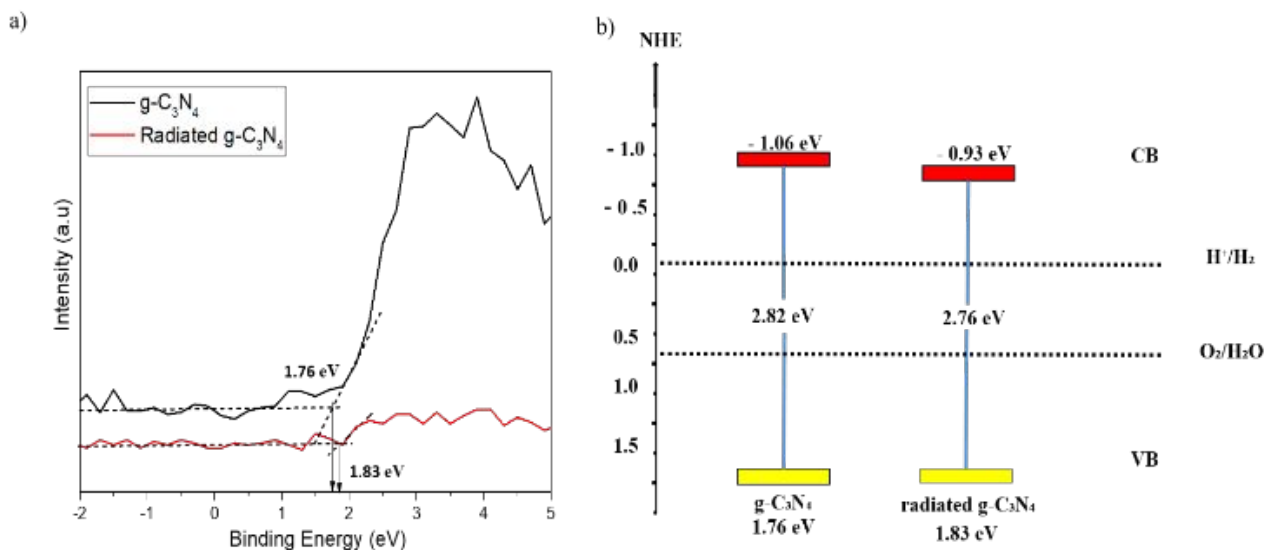 a)
g-C₃N₄
Radiated g-C₃N₄
Intensity (a.u)
1.76 eV
1.83 eV
-2 -1 0 1 2 3 4 5
Binding Energy (eV)
b)
NHE
- 1.0
- 0.5
0.0
0.5
1.0
1.5
- 1.06 eV
- 0.93 eV
CB
H⁺/H₂
2.82 eV
2.76 eV
O₂/H₂O
VB
g-C₃N₄
1.76 eV
radiated g-C₃N₄
1.83 eV